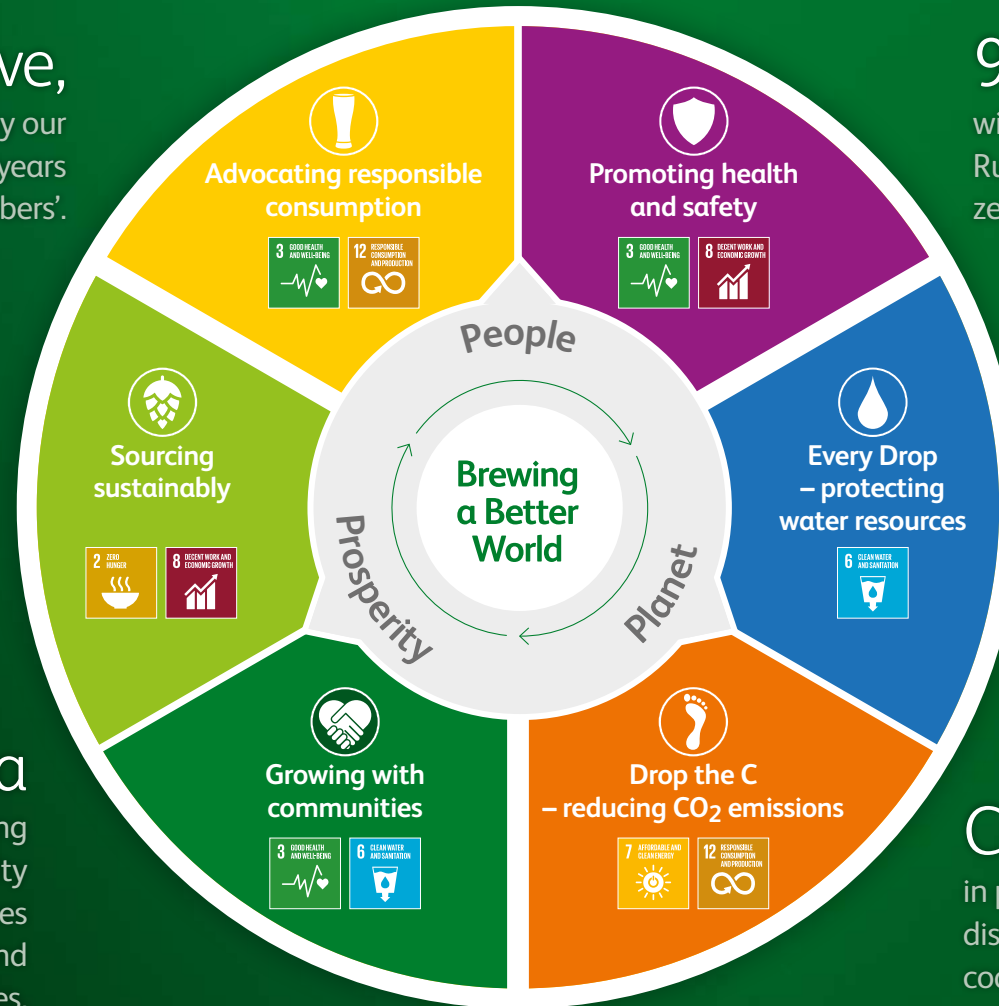 ve,
y our
years
bers’.
9
wi
Ru
ze
Advocating responsible
consumption
3 GOOD HEALTH
AND WELL-BEING
12 RESPONSIBLE
CONSUMPTION
AND PRODUCTION
Promoting health
and safety
3 GOOD HEALTH
AND WELL-BEING
8 DECENT WORK AND
ECONOMIC GROWTH
People
Sourcing
sustainably
2 ZERO
HUNGER
8 DECENT WORK AND
ECONOMIC GROWTH
Brewing
a Better
World
Every Drop
– protecting
water resources
6 CLEAN WATER
AND SANITATION
Prosperity
Planet
Growing with
communities
3 GOOD HEALTH
AND WELL-BEING
6 CLEAN WATER
AND SANITATION
Drop the C
– reducing CO2 emissions
7 AFFORDABLE AND
CLEAN ENERGY
12 RESPONSIBLE
CONSUMPTION
AND PRODUCTION
a
ng
ty
es
nd
es.
in p
dis
coo